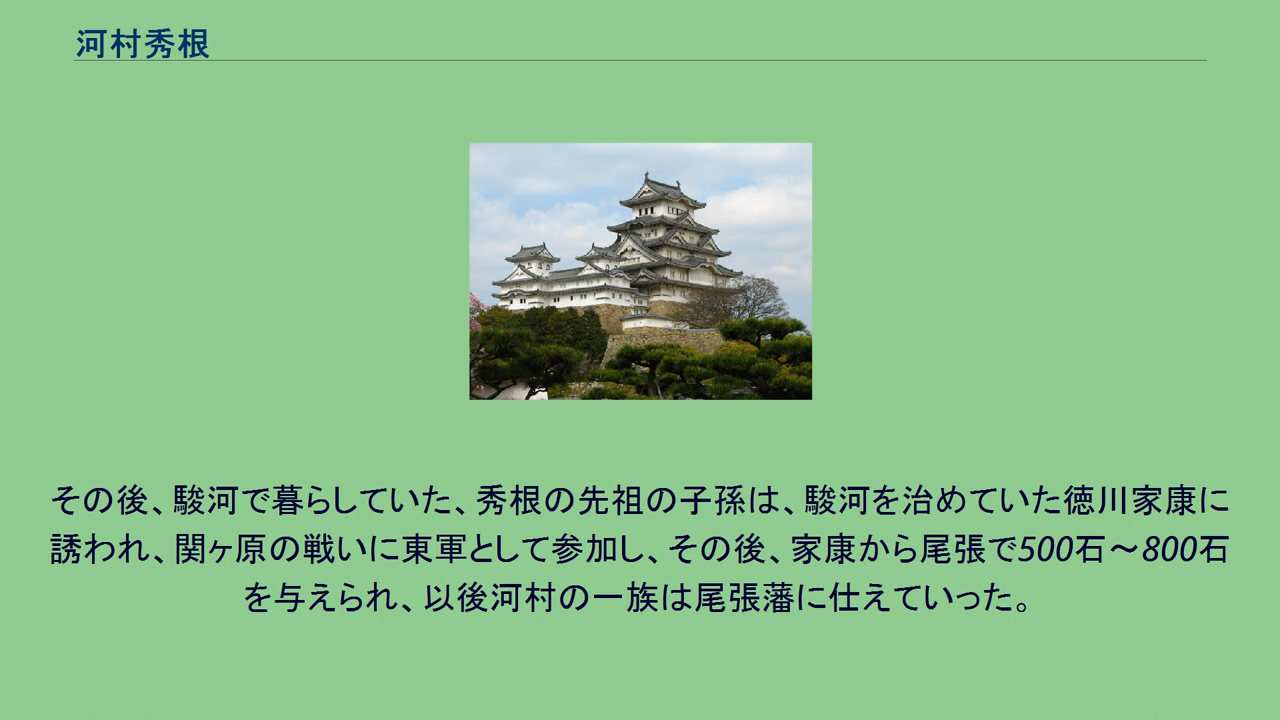 河村秀根
その後、駿河で暮らしていた、秀根の先祖の子孫は、駿河を治めていた徳川家康に
誘われ、関ヶ原の戦いに東軍として参加し、その後、家康から尾張で500石～800石
を与えられ、以後河村の一族は尾張藩に仕えていった。